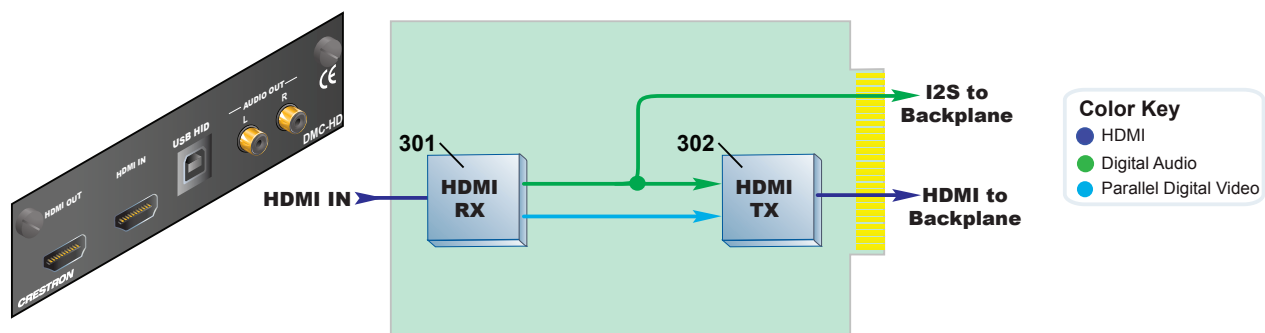 HDMI OUT
HDMI IN
USB HID
AUDIO OUT
L
R
CE
DMC-HD
CRESTRON
HDMI IN
301
HDMI
RX
302
HDMI
TX
I2S to
Backplane
HDMI to
Backplane
Color Key
HDMI
Digital Audio
Parallel Digital Video